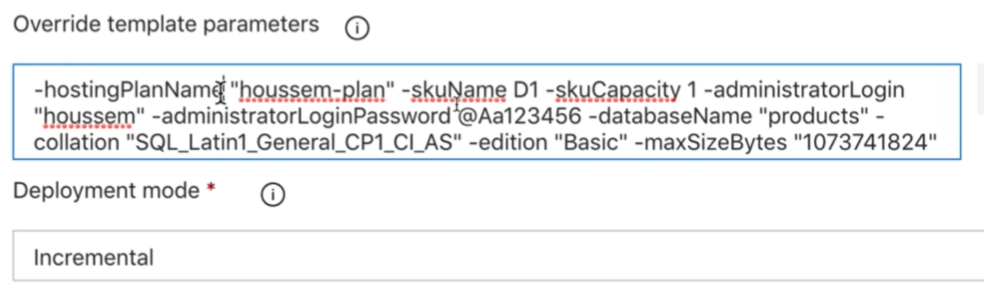 Override template parameters
-hostingPlanName "houssem-plan" -skuName D1 -skuCapacity 1 -administratorLogin
"houssem" -administratorLoginPassword @Aa123456 -databaseName "products" -
collation "SQL_Latin1_General_CP1_CI_AS" -edition "Basic" -maxSizeBytes "1073741824"
Deployment mode *
Incremental